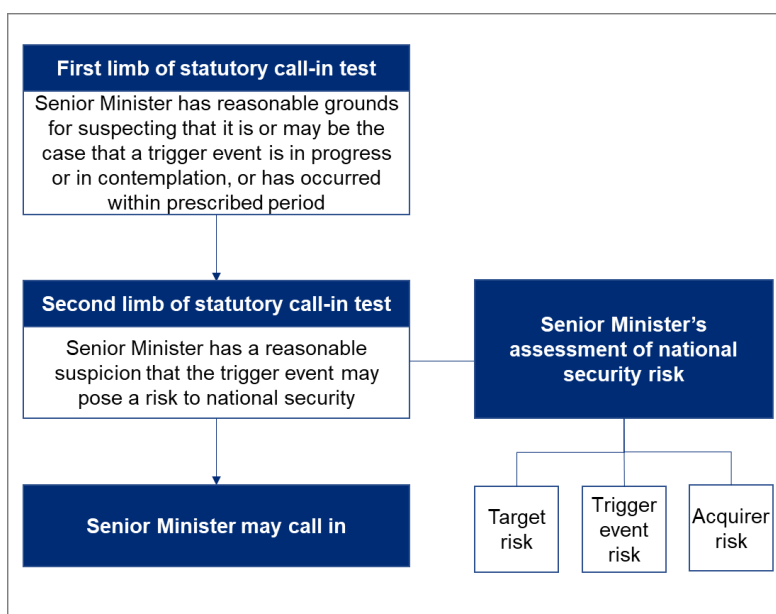 First limb of statutory call-in test
Senior Minister has reasonable grounds
for suspecting that it is or may be the
case that a trigger event is in progress
or in contemplation, or has occurred
within prescribed period
Second limb of statutory call-in test
Senior Minister has a reasonable
suspicion that the trigger event may
pose a risk to national security
Senior Minister’s
assessment of national
security risk
Senior Minister may call in
Target
risk
Trigger
event
risk
Acquirer
risk